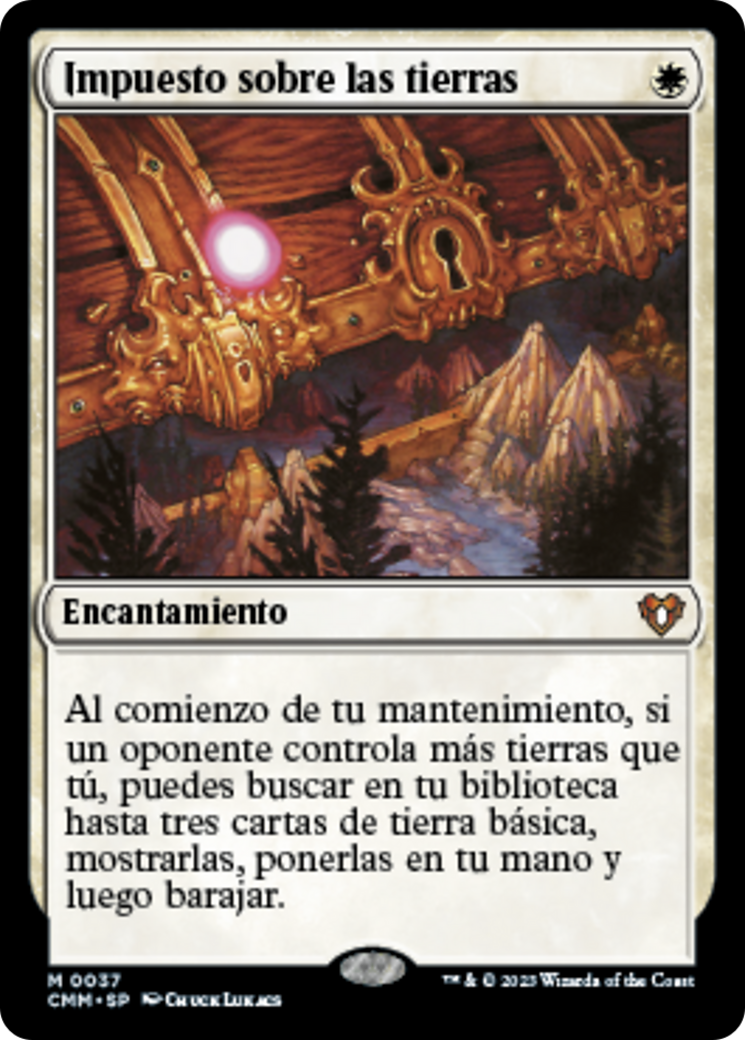 Impuesto sobre las tierras
Encantamiento
Al comienzo de tu mantenimiento, si
un oponente controla más tierras que
tú, puedes buscar en tu biblioteca
hasta tres cartas de tierra básica,
mostrarlas, ponerlas en tu mano y
luego barajar.
M 0037
CMM • SP Chuck Lukacs
™ & © 2023 Wizards of the Coast